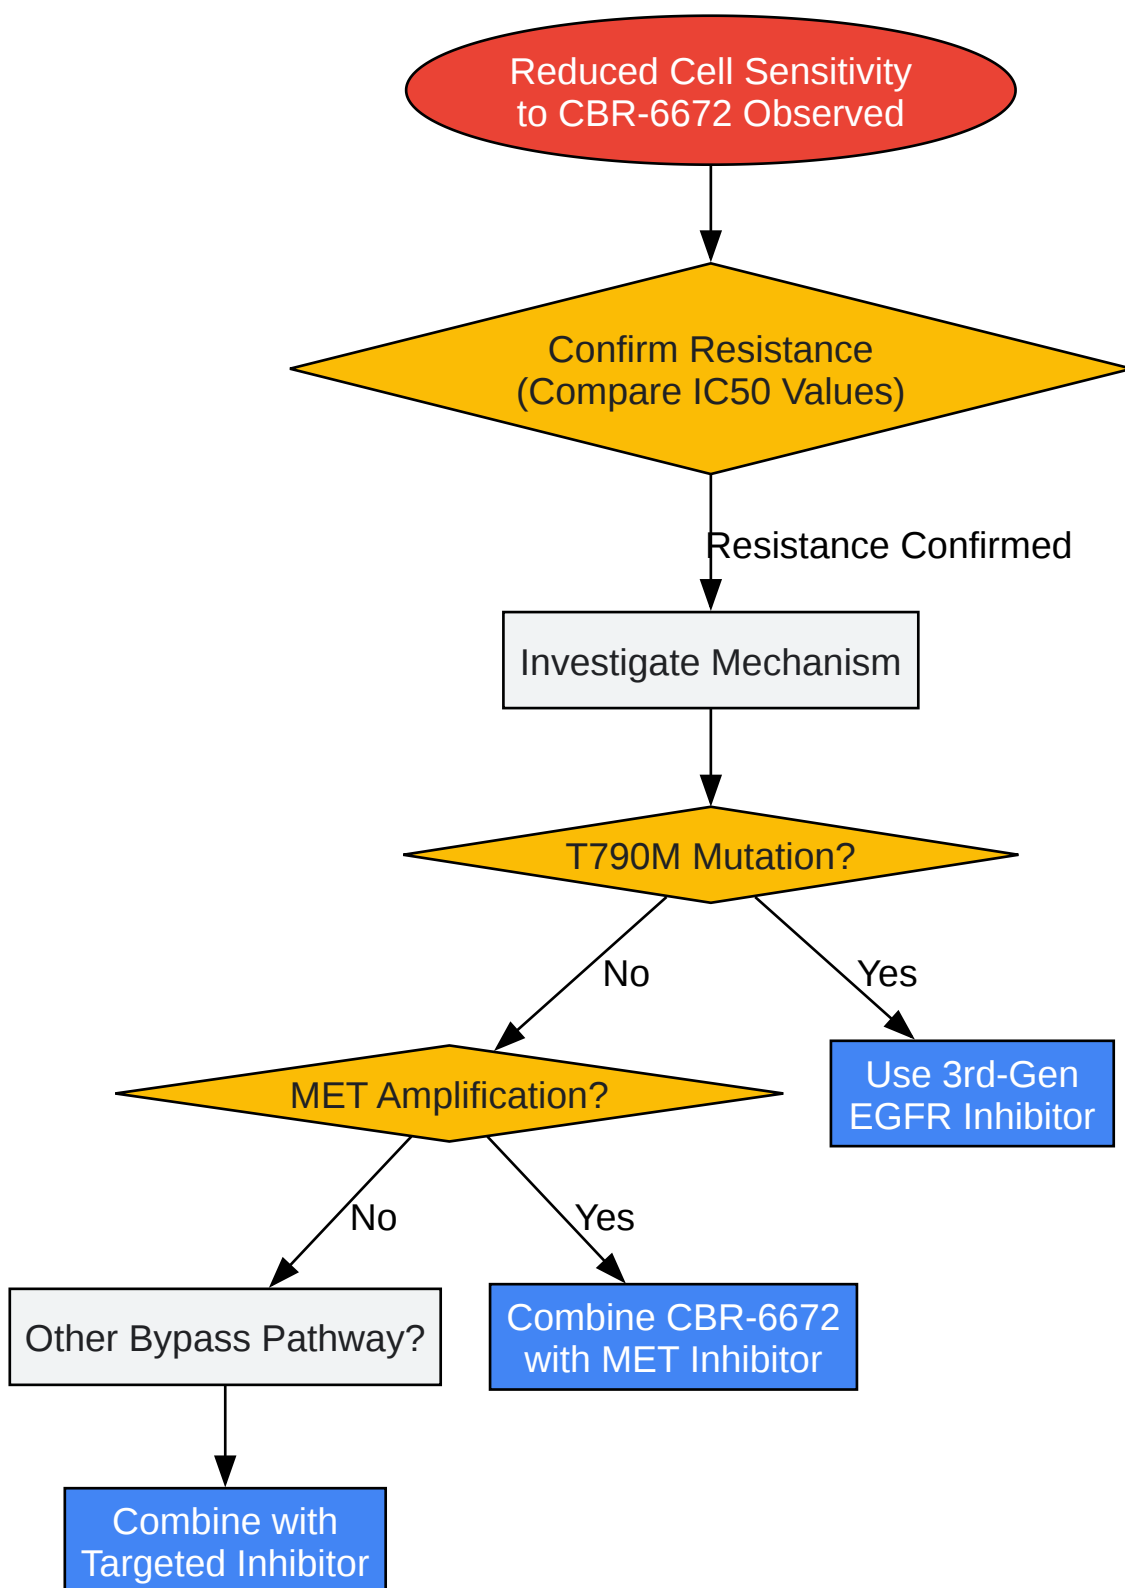 Reduced Cell Sensitivity
to CBR-6672 Observed
Confirm Resistance
(Compare IC50 Values)
Resistance Confirmed
Investigate Mechanism
T790M Mutation?
No
Yes
Use 3rd-Gen
EGFR Inhibitor
MET Amplification?
No
Yes
Other Bypass Pathway?
Combine CBR-6672
with MET Inhibitor
Combine with
Targeted Inhibitor